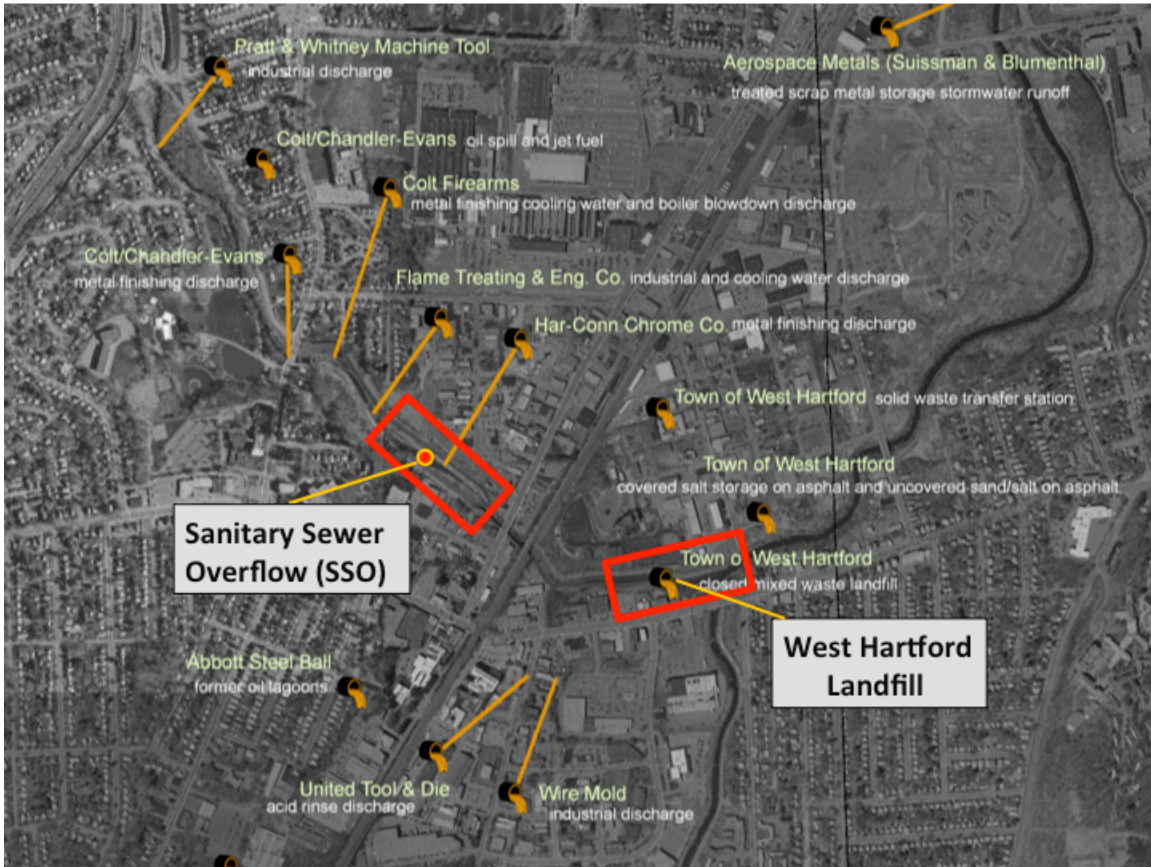 Pratt & Whitney Machine Tool
industrial discharge
Aerospace Metals (Suissman & Blumenthal)
treated scrap metal storage stormwater runoff
Colt/Chandler-Evans oil spill and jet fuel
Colt Firearms
metal finishing cooling water and boiler blowdown discharge
Colt/Chandler-Evans
metal finishing discharge
Flame Treating & Eng. Co. industrial and cooling water discharge
Har-Conn Chrome Co. metal finishing discharge
Town of West Hartford solid waste transfer station
Town of West Hartford
covered salt storage on asphalt and uncovered sand/salt on asphalt
Sanitary Sewer
Overflow (SSO)
Town of West Hartford
closed mixed waste landfill
West Hartford
Landfill
Abbott Steel Ball
former oil lagoons
United Tool & Die
acid rinse discharge
Wire Mold
industrial discharge